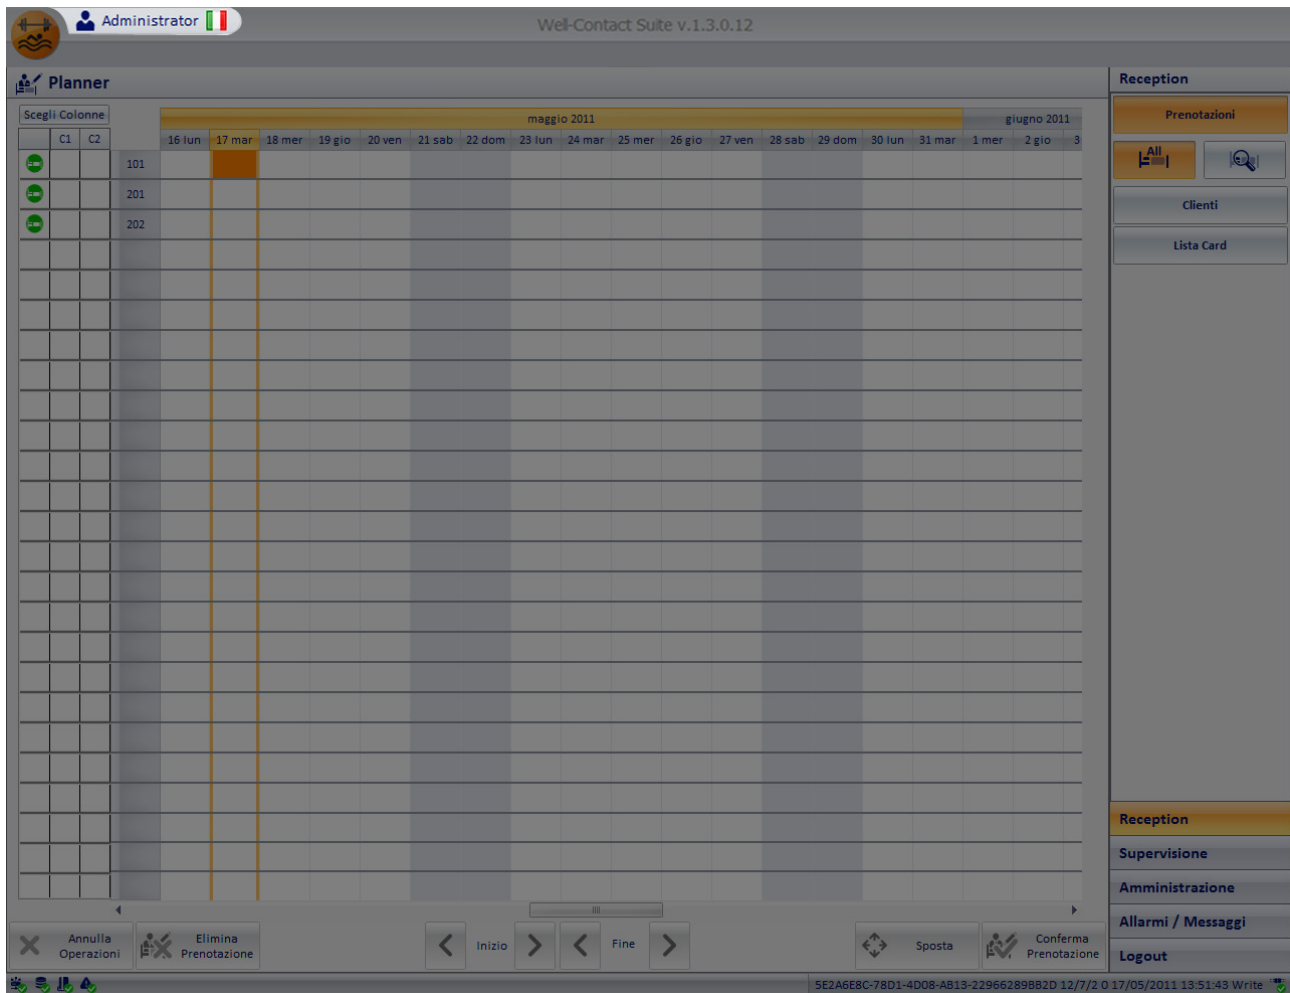 Administrator
Well-Contact Suite v.1.3.0.12
Planner
Reception
Scegli Colonne
maggio 2011
giugno 2011
C1 C2
16 lun 17 mar 18 mer 19 gio 20 ven 21 sab 22 dom 23 lun 24 mar 25 mer 26 gio 27 ven 28 sab 29 dom 30 lun 31 mar 1 mer 2 gio 3
101
201
202
Prenotazioni
All
Clienti
Lista Card
Reception
Supervisione
Amministrazione
Allarmi / Messaggi
Logout
Annulla
Operazioni
Elimina
Prenotazione
Inizio
Fine
Sposta
Conferma
Prenotazione
5E2A6E8C-78D1-4D08-AB13-22966289BB2D 12/7/2 0 17/05/2011 13:51:43 Write